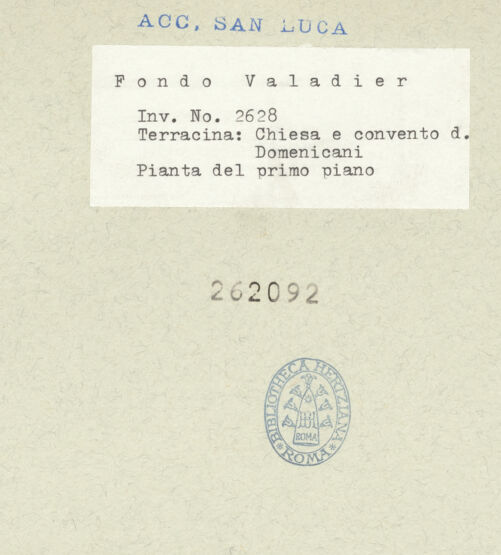 ACC. SAN LUCA
Fondo Valadier
Inv. No. 2628
Terracina: Chiesa e convento d.
Domenicani
Pianta del primo piano
262092
BIBLIOTHECA HERTZIANA
ROMA
ROMA